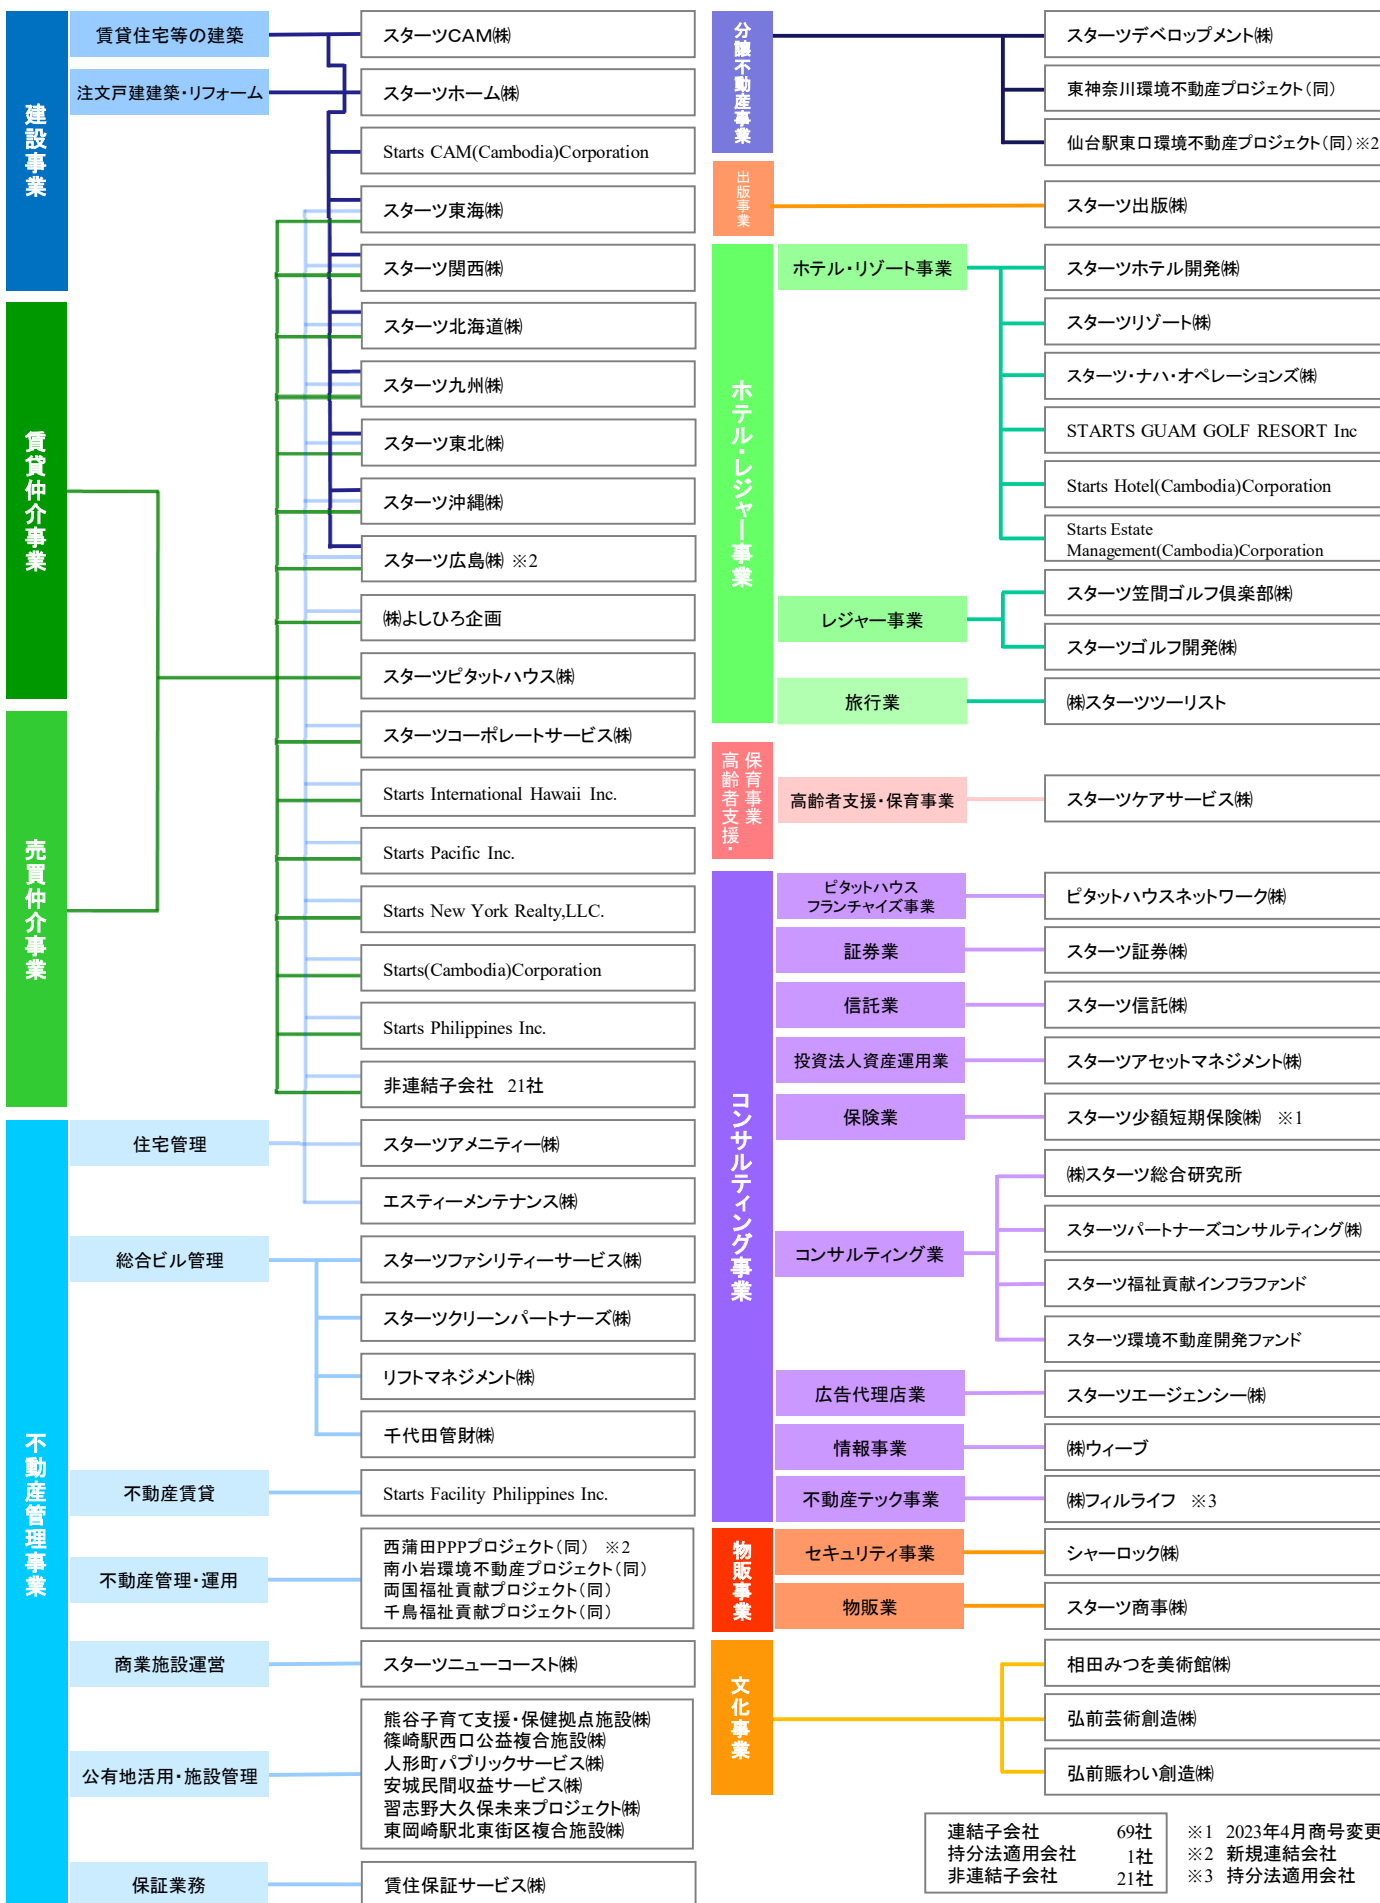 建設事業
賃貸住宅等の建築
注文戸建建築・リフォーム
スターツCAM㈱
スターツホーム㈱
Starts CAM(Cambodia)Corporation
スターツ東海㈱
スターツ関西㈱
スターツ北海道㈱
スターツ九州㈱
スターツ東北㈱
スターツ沖縄㈱
スターツ広島㈱ ※2
㈱よしひろ企画
スターツピタットハウス㈱
スターツコーポレートサービス㈱
Starts International Hawaii Inc.
Starts Pacific Inc.
Starts New York Realty,LLC.
Starts(Cambodia)Corporation
Starts Philippines Inc.
非連結子会社 21社
賃貸仲介事業
売買仲介事業
不動産管理事業
住宅管理
スターツアメニティー㈱
エスティーメンテナンス㈱
総合ビル管理
スターツファシリティーサービス㈱
スターツクリーンパートナーズ㈱
リフトマネジメント㈱
千代田管財㈱
不動産賃貸
Starts Facility Philippines Inc.
不動産管理・運用
西蒲田PPPプロジェクト(同) ※2
南小岩環境不動産プロジェクト(同)
両国福祉貢献プロジェクト(同)
千鳥福祉貢献プロジェクト(同)
商業施設運営
スターツニューコースト㈱
公有地活用・施設管理
熊谷子育て支援・保健拠点施設㈱
篠崎駅西口公益複合施設㈱
人形町パブリックサービス㈱
安城民間収益サービス㈱
習志野大久保未来プロジェクト㈱
東岡崎駅北東街区複合施設㈱
保証業務
賃住保証サービス㈱
分譲不動産事業
スターツデベロップメント㈱
東神奈川環境不動産プロジェクト(同)
仙台駅東口環境不動産プロジェクト(同)※2
出版事業
スターツ出版㈱
ホテル・レジャー事業
ホテル・リゾート事業
スターツホテル開発㈱
スターツリゾート㈱
スターツ・ナハ・オペレーションズ㈱
STARTS GUAM GOLF RESORT Inc
Starts Hotel(Cambodia)Corporation
Starts Estate
Management(Cambodia)Corporation
レジャー事業
スターツ笠間ゴルフ倶楽部㈱
スターツゴルフ開発㈱
旅行業
㈱スターツツーリスト
高齢者支援・
保育事業
高齢者支援・保育事業
スターツケアサービス㈱
コンサルティング事業
ピタットハウス
フランチャイズ事業
ピタットハウスネットワーク㈱
証券業
スターツ証券㈱
信託業
スターツ信託㈱
投資法人資産運用業
スターツアセットマネジメント㈱
保険業
スターツ少額短期保険㈱ ※1
コンサルティング業
㈱スターツ総合研究所
スターツパートナーズコンサルティング㈱
スターツ福祉貢献インフラファンド
スターツ環境不動産開発ファンド
広告代理店業
スターツエージェンシー㈱
情報事業
㈱ウィーブ
不動産テック事業
㈱フィルライフ ※3
物販事業
セキュリティ事業
シャーロック㈱
物販業
スターツ商事㈱
文化事業
相田みつを美術館㈱
弘前芸術創造㈱
弘前賑わい創造㈱
連結子会社 69社
持分法適用会社 1社
非連結子会社 21社
※1 2023年4月商号変更
※2 新規連結会社
※3 持分法適用会社